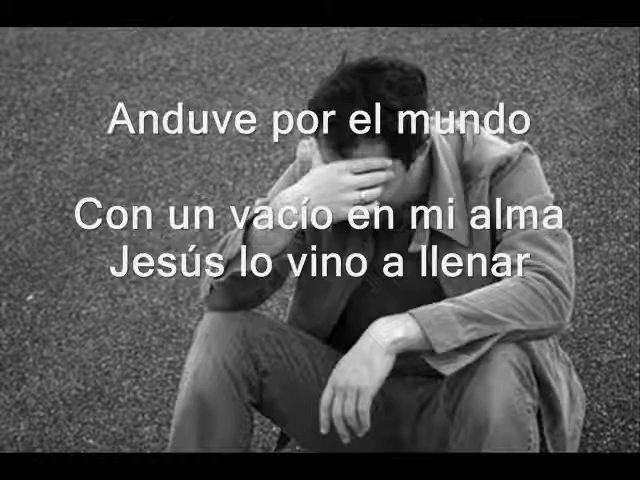 Anduve por el mundo
Con un vacío en mi alma
Jesús lo vino a llenar